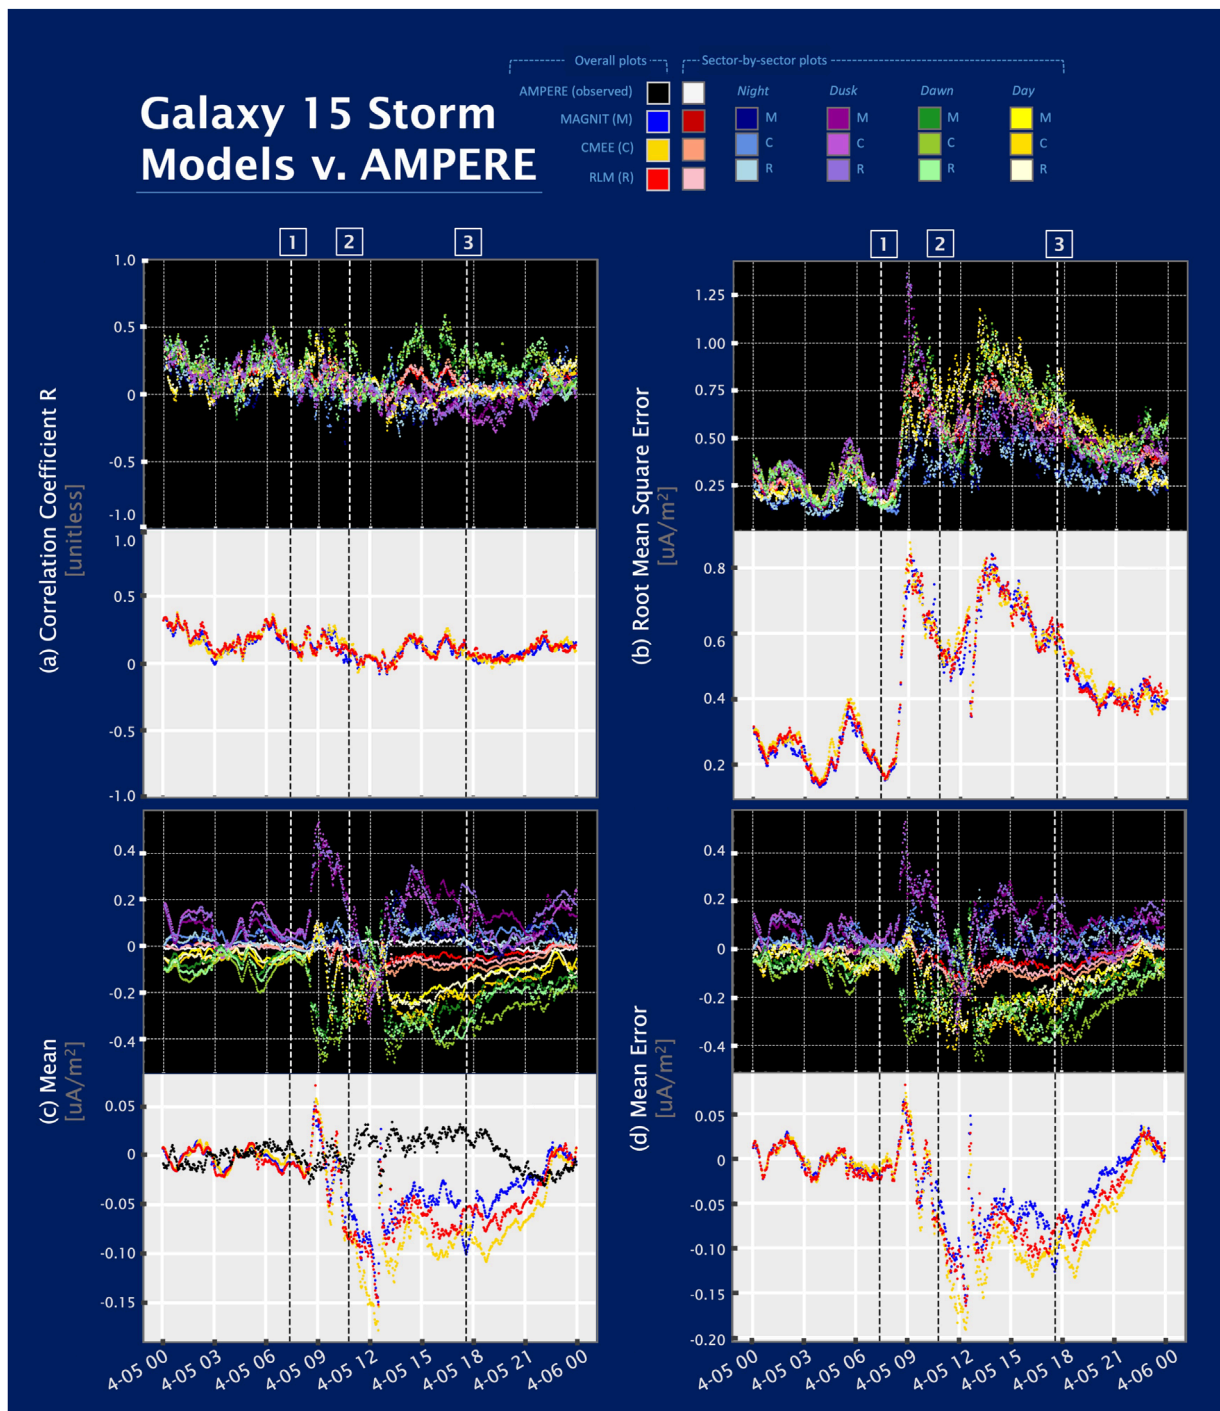 Overall plots
Sector-by-sector plots
AMPERE (observed)
Night
Dusk
Dawn
Day
MAGNIT (M)
M
M
M
M
CMEE (C)
C
C
C
C
RLM (R)
R
R
R
R
Galaxy 15 Storm
Models v. AMPERE
1
2
3
1
2
3
(a) Correlation Coefficient R
[unitless]
1.0
0.5
0
-0.5
-1.0
1.0
0.5
0
-0.5
-1.0
(b) Root Mean Square Error
[uA/m²]
1.25
1.00
0.75
0.50
0.25
0.8
0.6
0.4
0.2
(c) Mean
[uA/m²]
0.4
0.2
0
-0.2
-0.4
0.05
0
-0.05
-0.10
-0.15
(d) Mean Error
[uA/m²]
0.4
0.2
0
-0.2
-0.4
0.05
0
-0.05
-0.10
0.15
-0.20
4-05 00
4-05 03
4-05 06
4-05 09
4-05 12
4-05 15
4-05 18
4-05 21
4-06 00
4-05 00
4-05 03
4-05 06
4-05 09
4-05 12
4-05 15
4-05 18
4-05 21
4-06 00